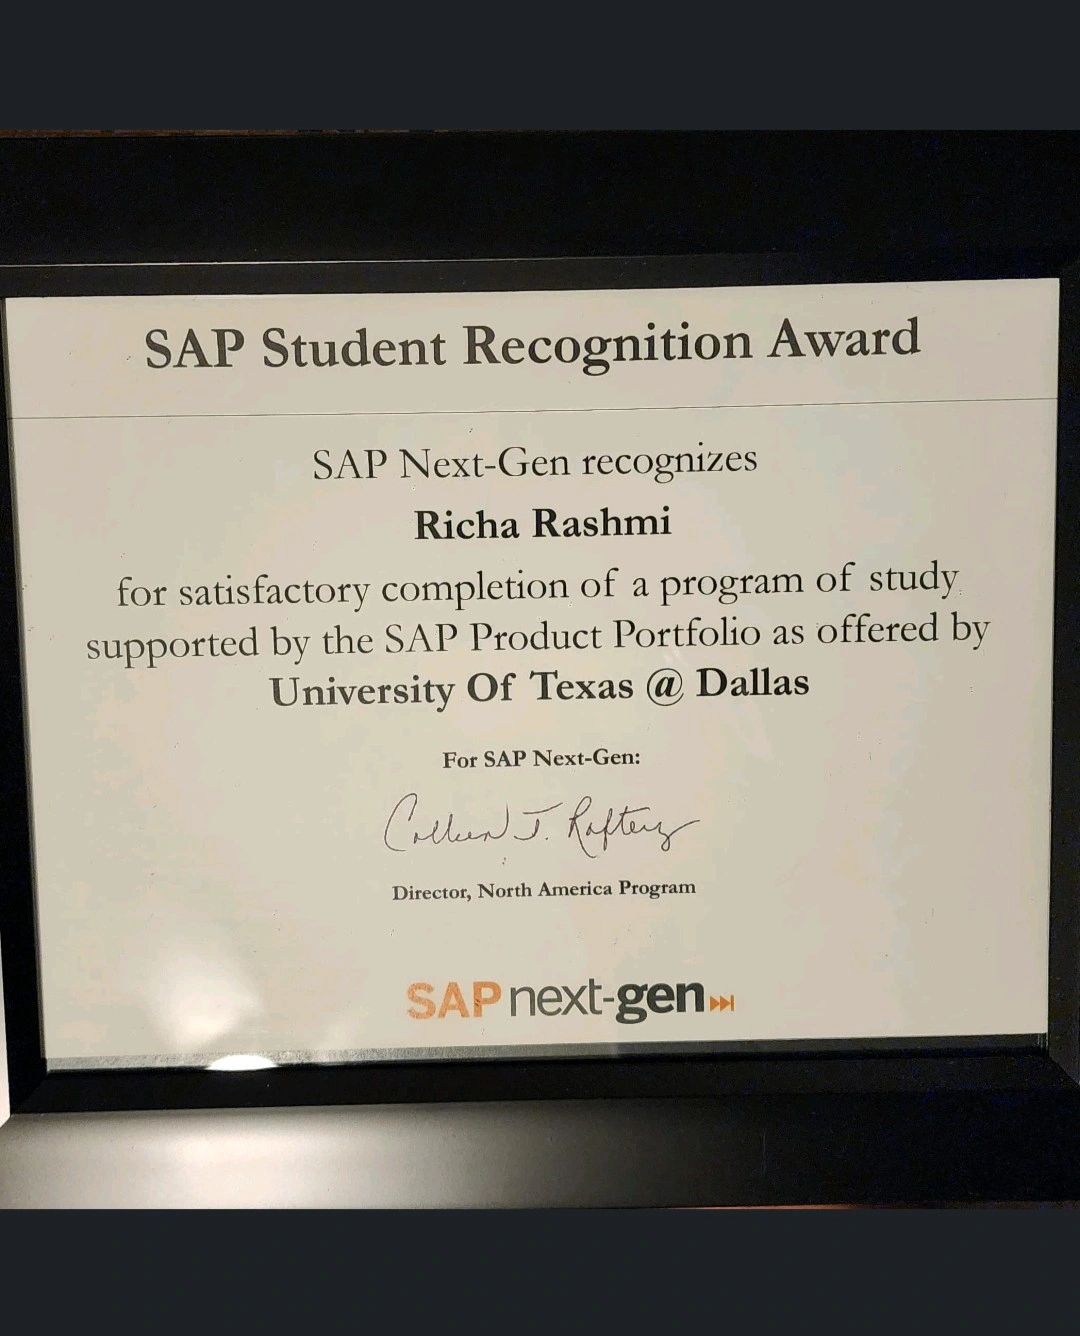 SAP Student Recognition Award
SAP Next-Gen recognizes
Richa Rashmi
for satisfactory completion of a program of study
supported by the SAP Product Portfolio as offered by
University Of Texas @ Dallas
For SAP Next-Gen:
Colleen J. Rafferty
Director, North America Program
SAP next-gen